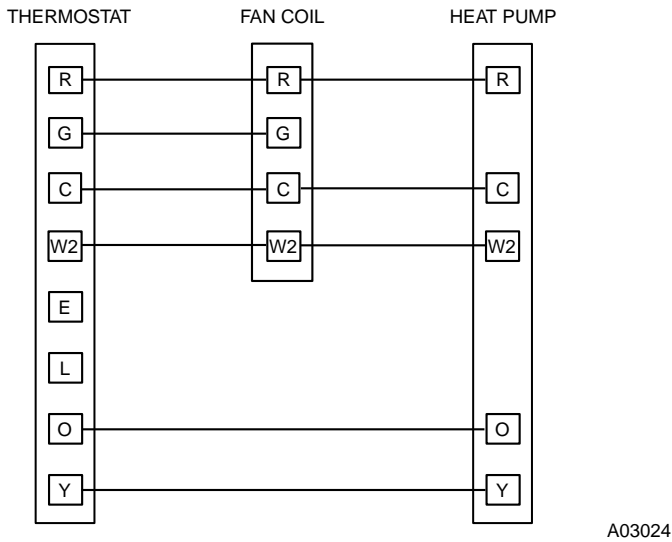 THERMOSTAT FAN COIL HEAT PUMP
R R R
G G
C C C
W2 W2 W2
E
L
O O
Y Y
A03024